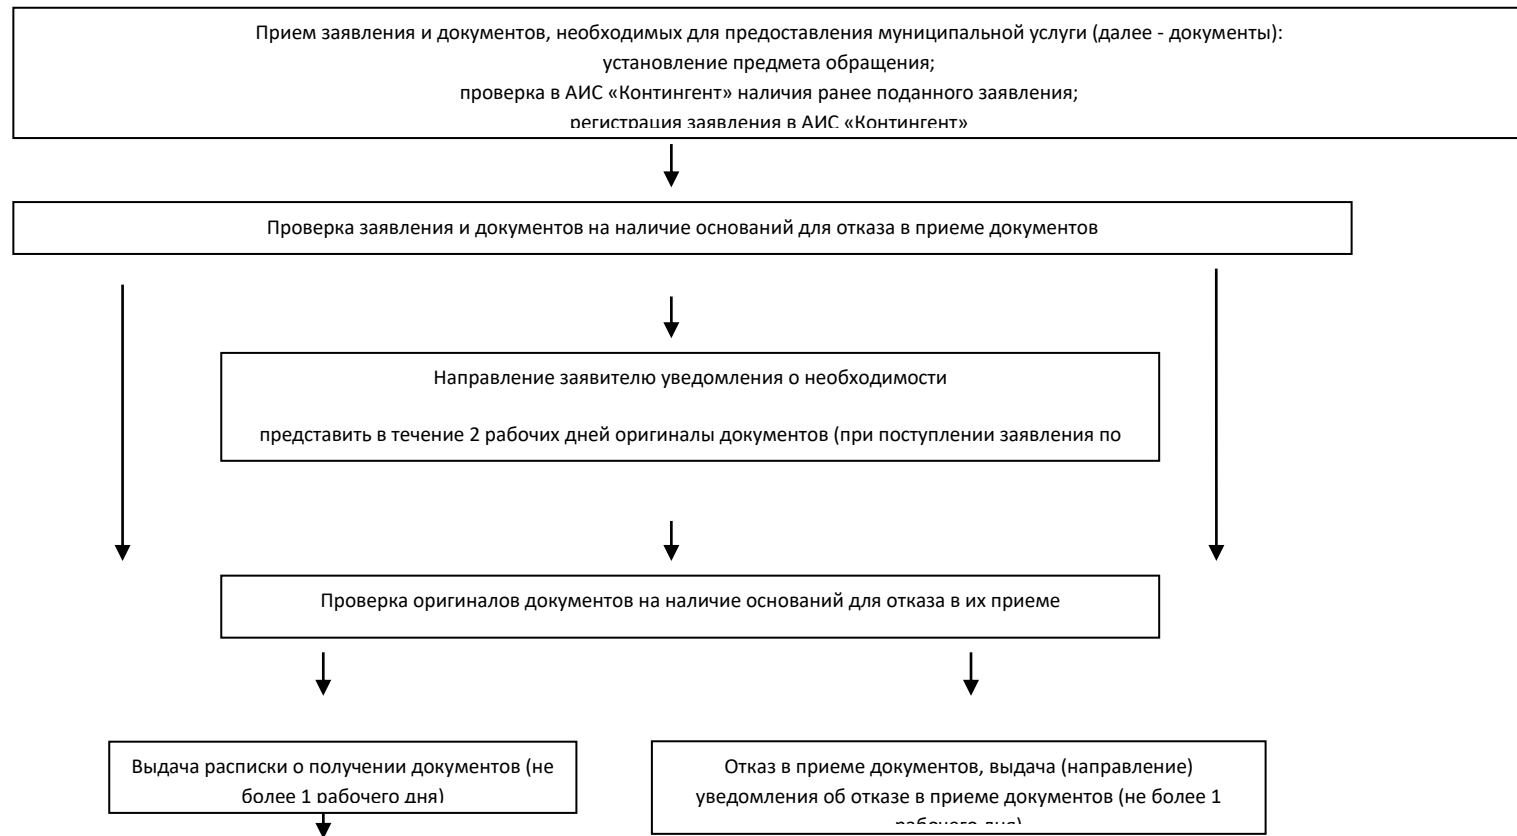 Прием заявления и документов, необходимых для предоставления муниципальной услуги (далее - документы):
установление предмета обращения;
проверка в АИС «Контингент» наличия ранее поданного заявления;
регистрация заявления в АИС «Контингент»
Проверка заявления и документов на наличие оснований для отказа в приеме документов
Направление заявителю уведомления о необходимости
представить в течение 2 рабочих дней оригиналы документов (при поступлении заявления по
Проверка оригиналов документов на наличие оснований для отказа в их приеме
Выдача расписки о получении документов (не
более 1 рабочего дня)
Отказ в приеме документов, выдача (направление)
уведомления об отказе в приеме документов (не более 1
рабочего дня)